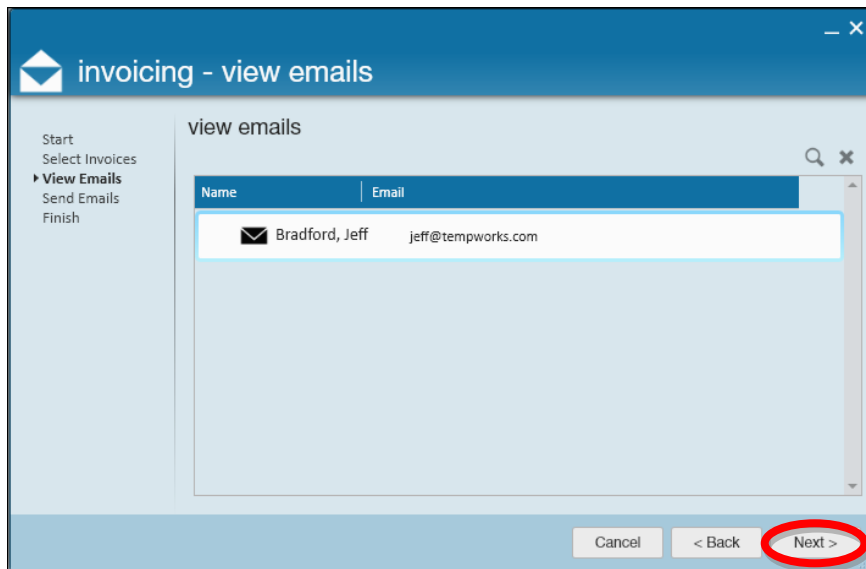 invoicing - view emails
Start
Select Invoices
View Emails
Send Emails
Finish
view emails
Name Email
Bradford, Jeff jeff@tempworks.com
Cancel < Back Next >